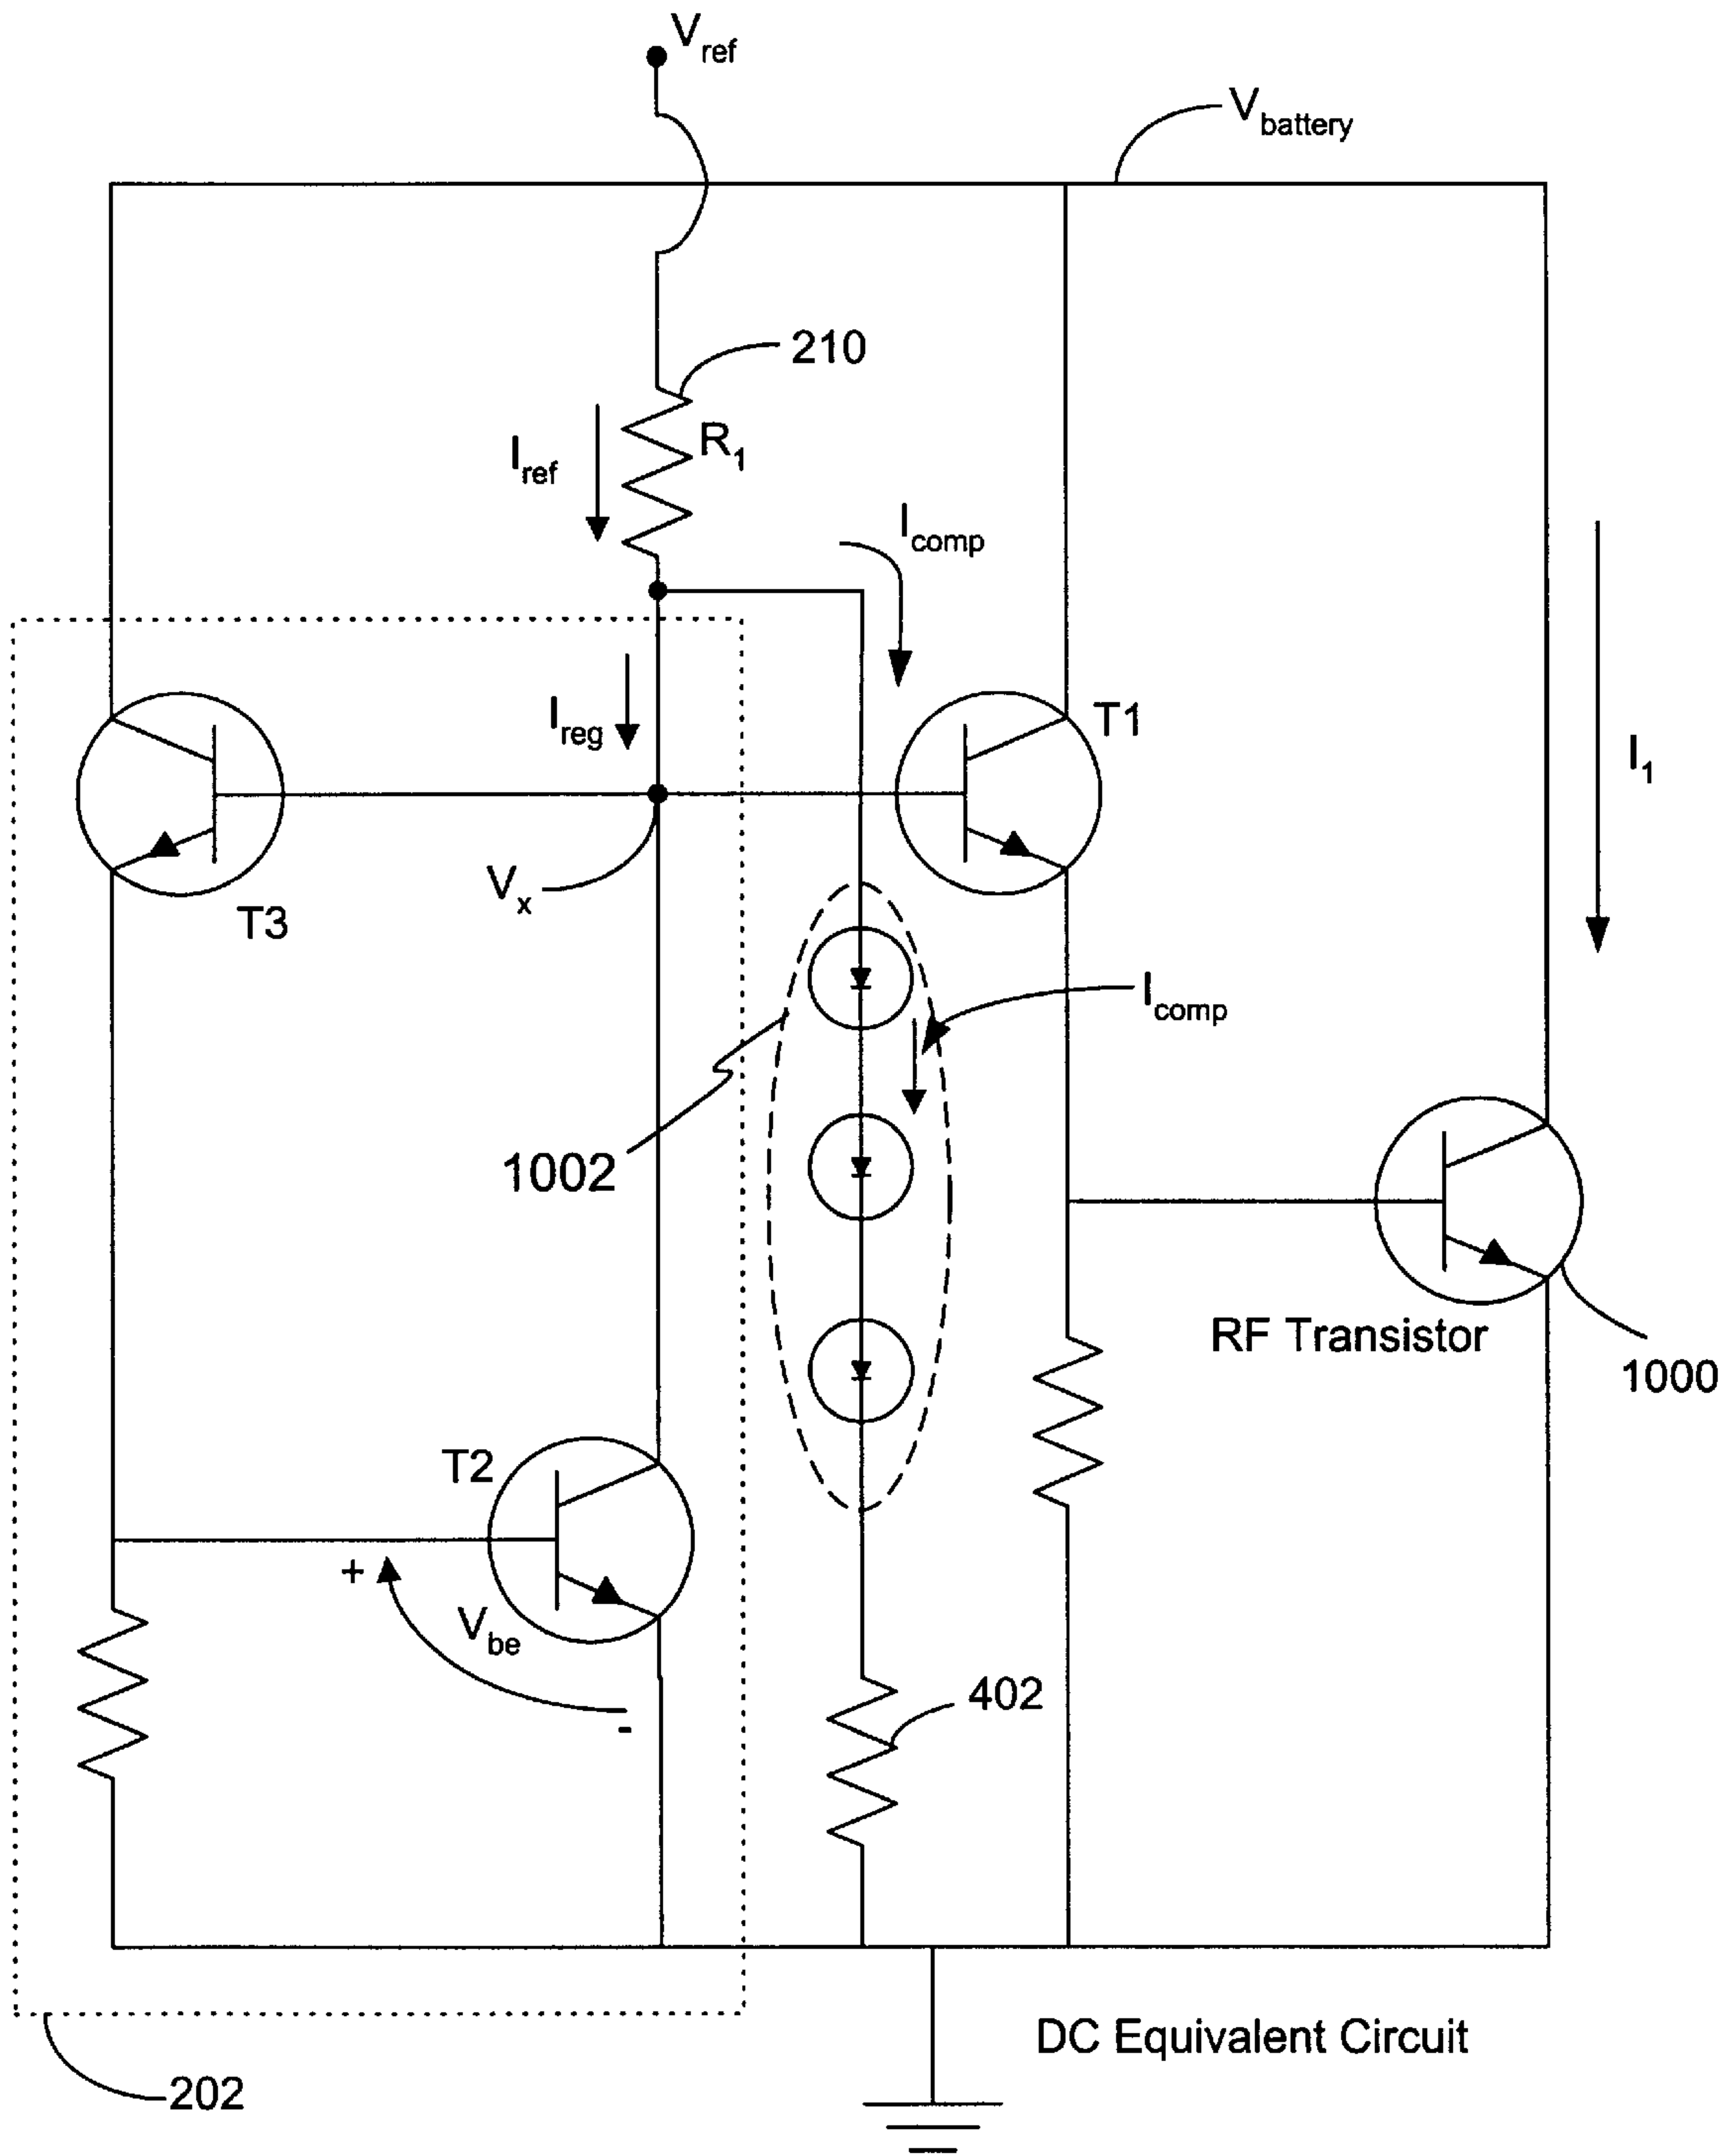 Vref
Vbattery
210
Iref
R1
Icomp
Ireg
T1
I1
Vx
T3
Icomp
1002
RF Transistor
1000
T2
+
Vbe
-
402
DC Equivalent Circuit
202